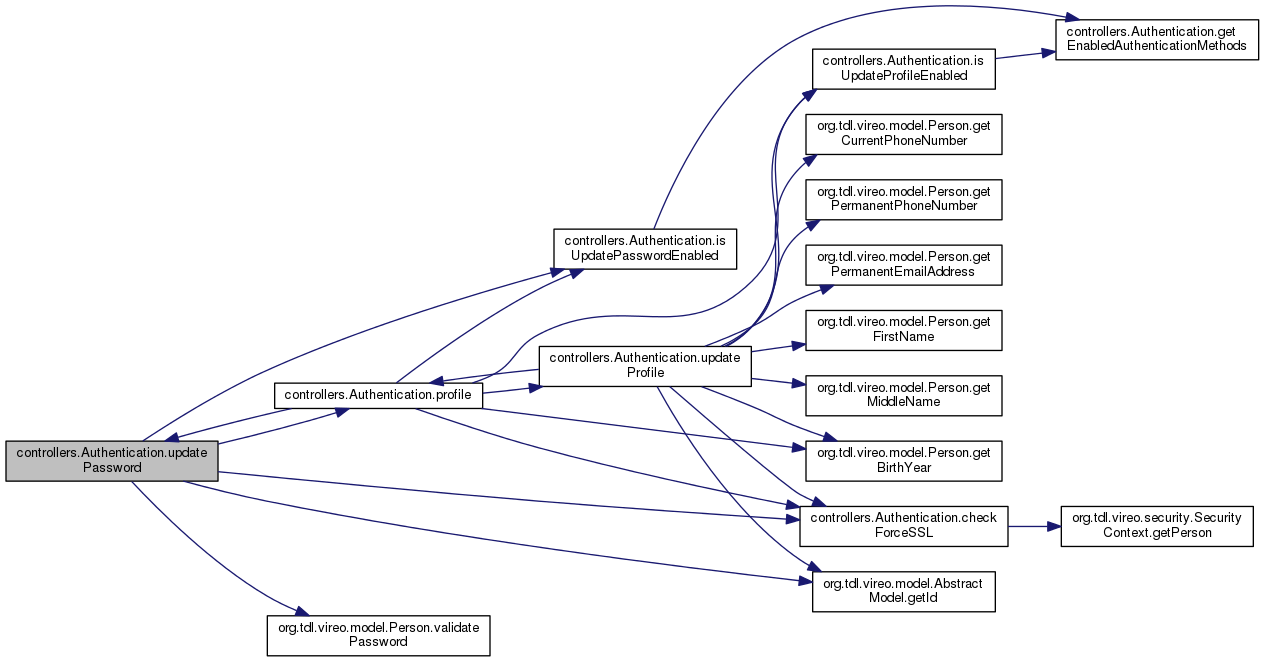 controllers.Authentication.get
EnabledAuthenticationMethods
controllers.Authentication.is
UpdateProfileEnabled
org.tdl.vireo.model.Person.get
CurrentPhoneNumber
org.tdl.vireo.model.Person.get
PermanentPhoneNumber
controllers.Authentication.is
UpdatePasswordEnabled
org.tdl.vireo.model.Person.get
PermanentEmailAddress
org.tdl.vireo.model.Person.get
FirstName
controllers.Authentication.update
Profile
org.tdl.vireo.model.Person.get
MiddleName
controllers.Authentication.profile
controllers.Authentication.update
Password
org.tdl.vireo.model.Person.get
BirthYear
controllers.Authentication.check
ForceSSL
org.tdl.vireo.security.Security
Context.getPerson
org.tdl.vireo.model.Abstract
Model.getId
org.tdl.vireo.model.Person.validate
Password